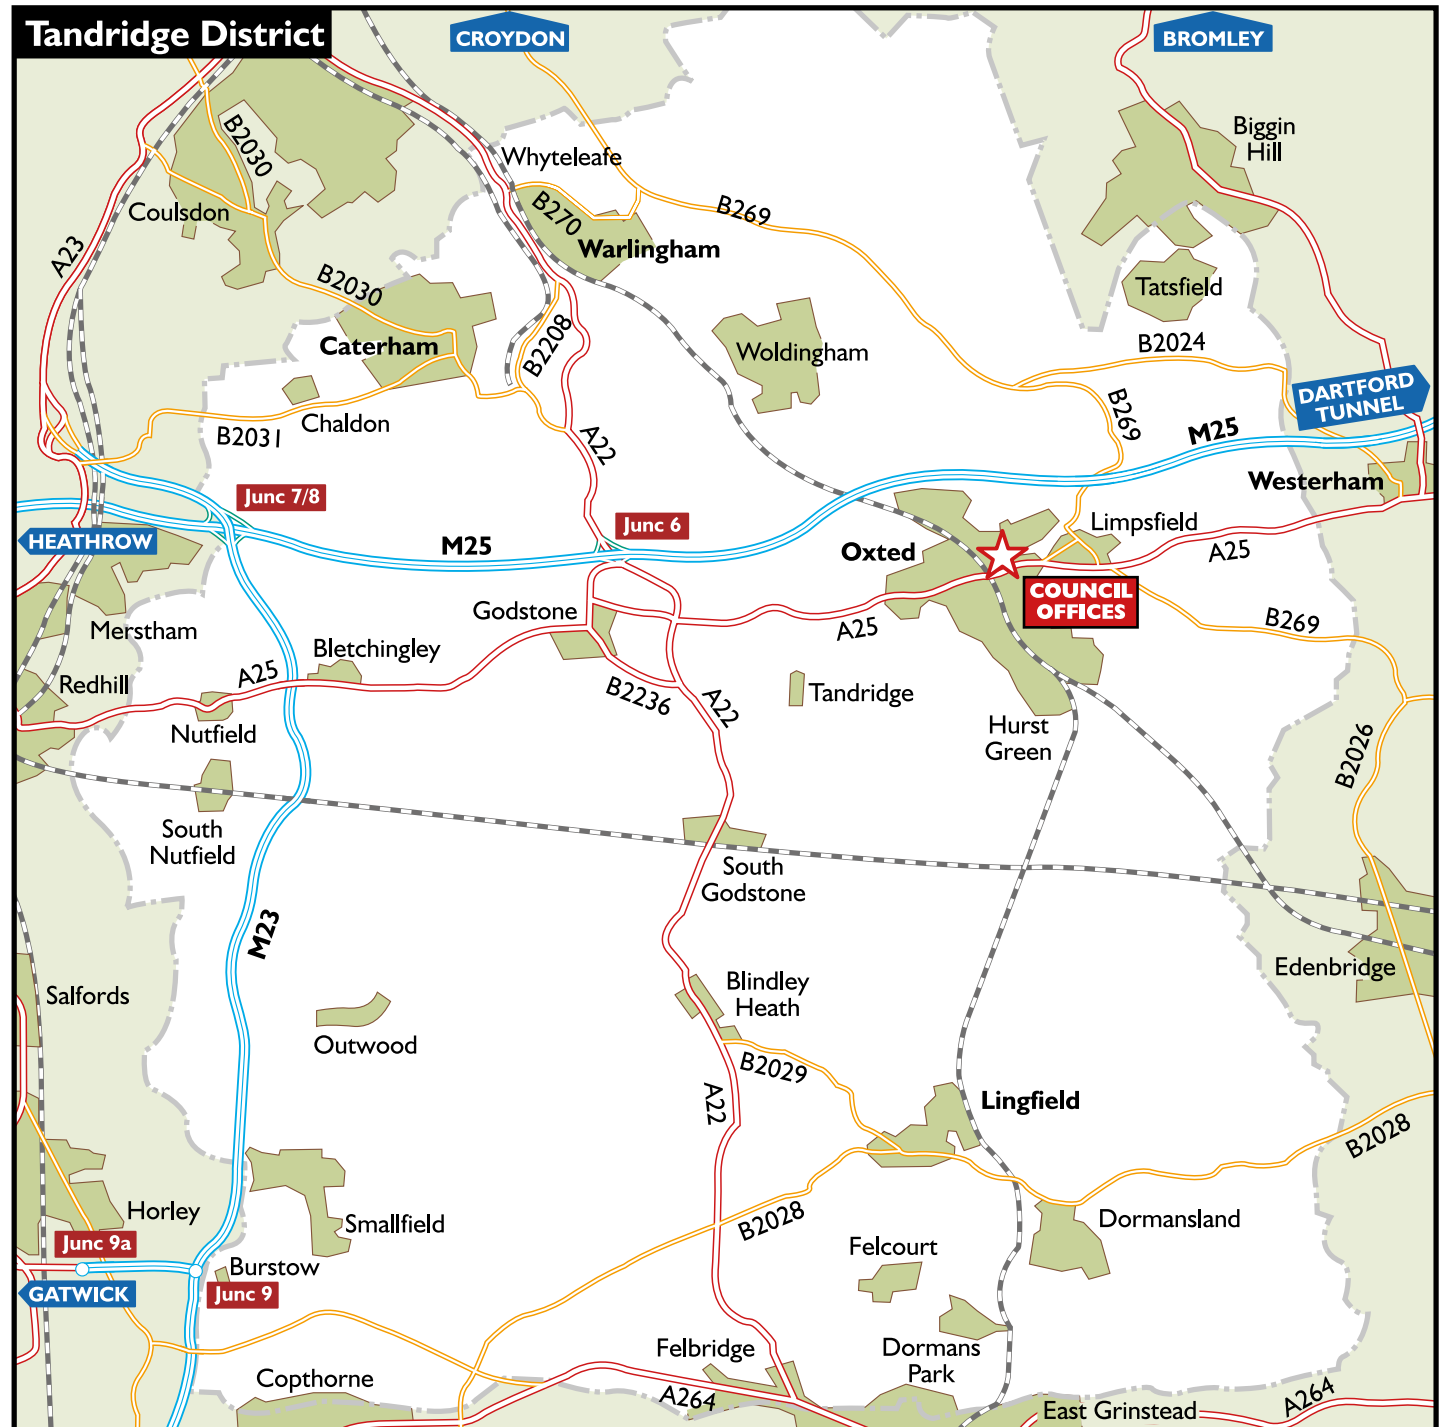 Tandridge District
CROYDON
BROMLEY
Biggin
Hill
B2030
Whyteleafe
Coulsdon
B270
B269
Warlingham
A23
B2030
Tatsfield
Caterham
B2208
Woldingham
B2024
DARTFORD
TUNNEL
Chaldon
B2031
A22
B269
M25
Westerham
Junc 7/8
Junc 6
Limpsfield
HEATHROW
M25
Oxted
A25
COUNCIL
OFFICES
Godstone
Merstham
Bletchingley
A25
B269
Redhill
A25
B2236
A22
Tandridge
Nutfield
Hurst
Green
B2026
South
Nutfield
South
Godstone
M23
Edenbridge
Salfords
Blindley
Heath
Outwood
B2029
A22
Lingfield
B2028
Horley
Smallfield
B2028
Dormansland
Junc 9a
Felcourt
Burstow
GATWICK
Junc 9
Felbridge
Dormans
Park
Copthorne
A264
A264
East Grinstead